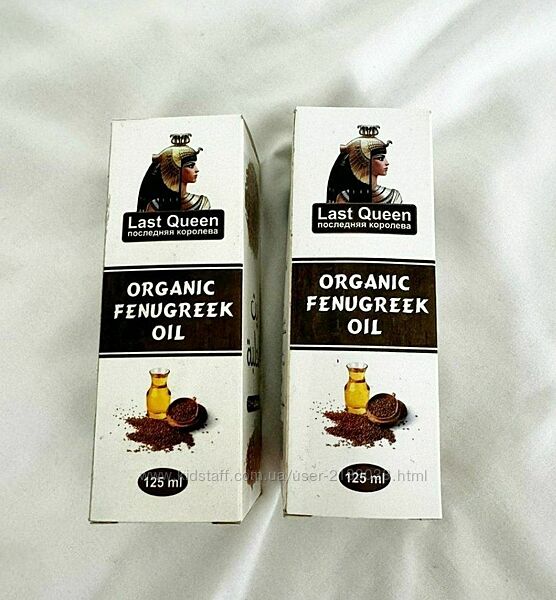 Last Queen
последняя королева
ORGANIC
FENUGREEK
OIL
125 ml
Last Queen
последняя королева
ORGANIC
FENUGREEK
OIL
125 ml